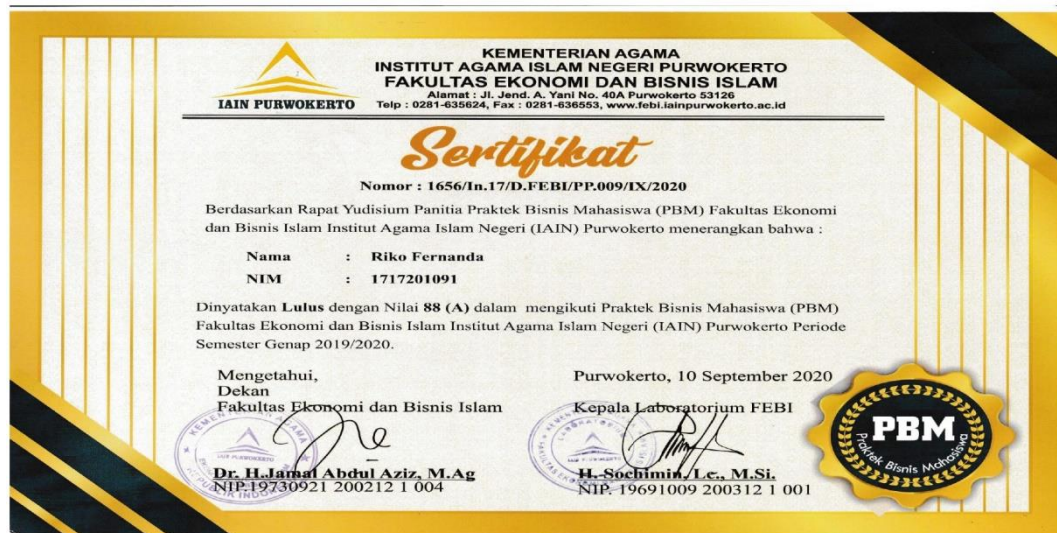 KEMENTERIAN AGAMA
INSTITUT AGAMA ISLAM NEGERI PURWOKERTO
FAKULTAS EKONOMI DAN BISNIS ISLAM
Alamat : Jl. Jend. A. Yani No. 40A Purwokerto 53126
Telp : 0281-635624, Fax : 0281-636553, www.febi.iainpurwokerto.ac.id
IAIN PURWOKERTO
Sertifikat
Nomor : 1656/In.17/D.FEBI/PP.009/IX/2020
Berdasarkan Rapat Yudisium Panitia Praktek Bisnis Mahasiswa (PBM) Fakultas Ekonomi
dan Bisnis Islam Institut Agama Islam Negeri (IAIN) Purwokerto menerangkan bahwa :
Nama : Riko Fernanda
NIM : 1717201091
Dinyatakan Lulus dengan Nilai 88 (A) dalam mengikuti Praktek Bisnis Mahasiswa (PBM)
Fakultas Ekonomi dan Bisnis Islam Institut Agama Islam Negeri (IAIN) Purwokerto Periode
Semester Genap 2019/2020.
Mengetahui,
Dekan
Fakultas Ekonomi dan Bisnis Islam
Dr. H.Jamal Abdul Aziz, M.Ag
NIP.19730921 200212 1 004
Purwokerto, 10 September 2020
Kepala Laboratorium FEBI
H. Sochimin, Lc., M.Si.
NIP. 19691009 200312 1 001
PBM
Praktek Bisnis Mahasiswa
KEMENTERIAN AGAMA
IAIN PURWOKERTO